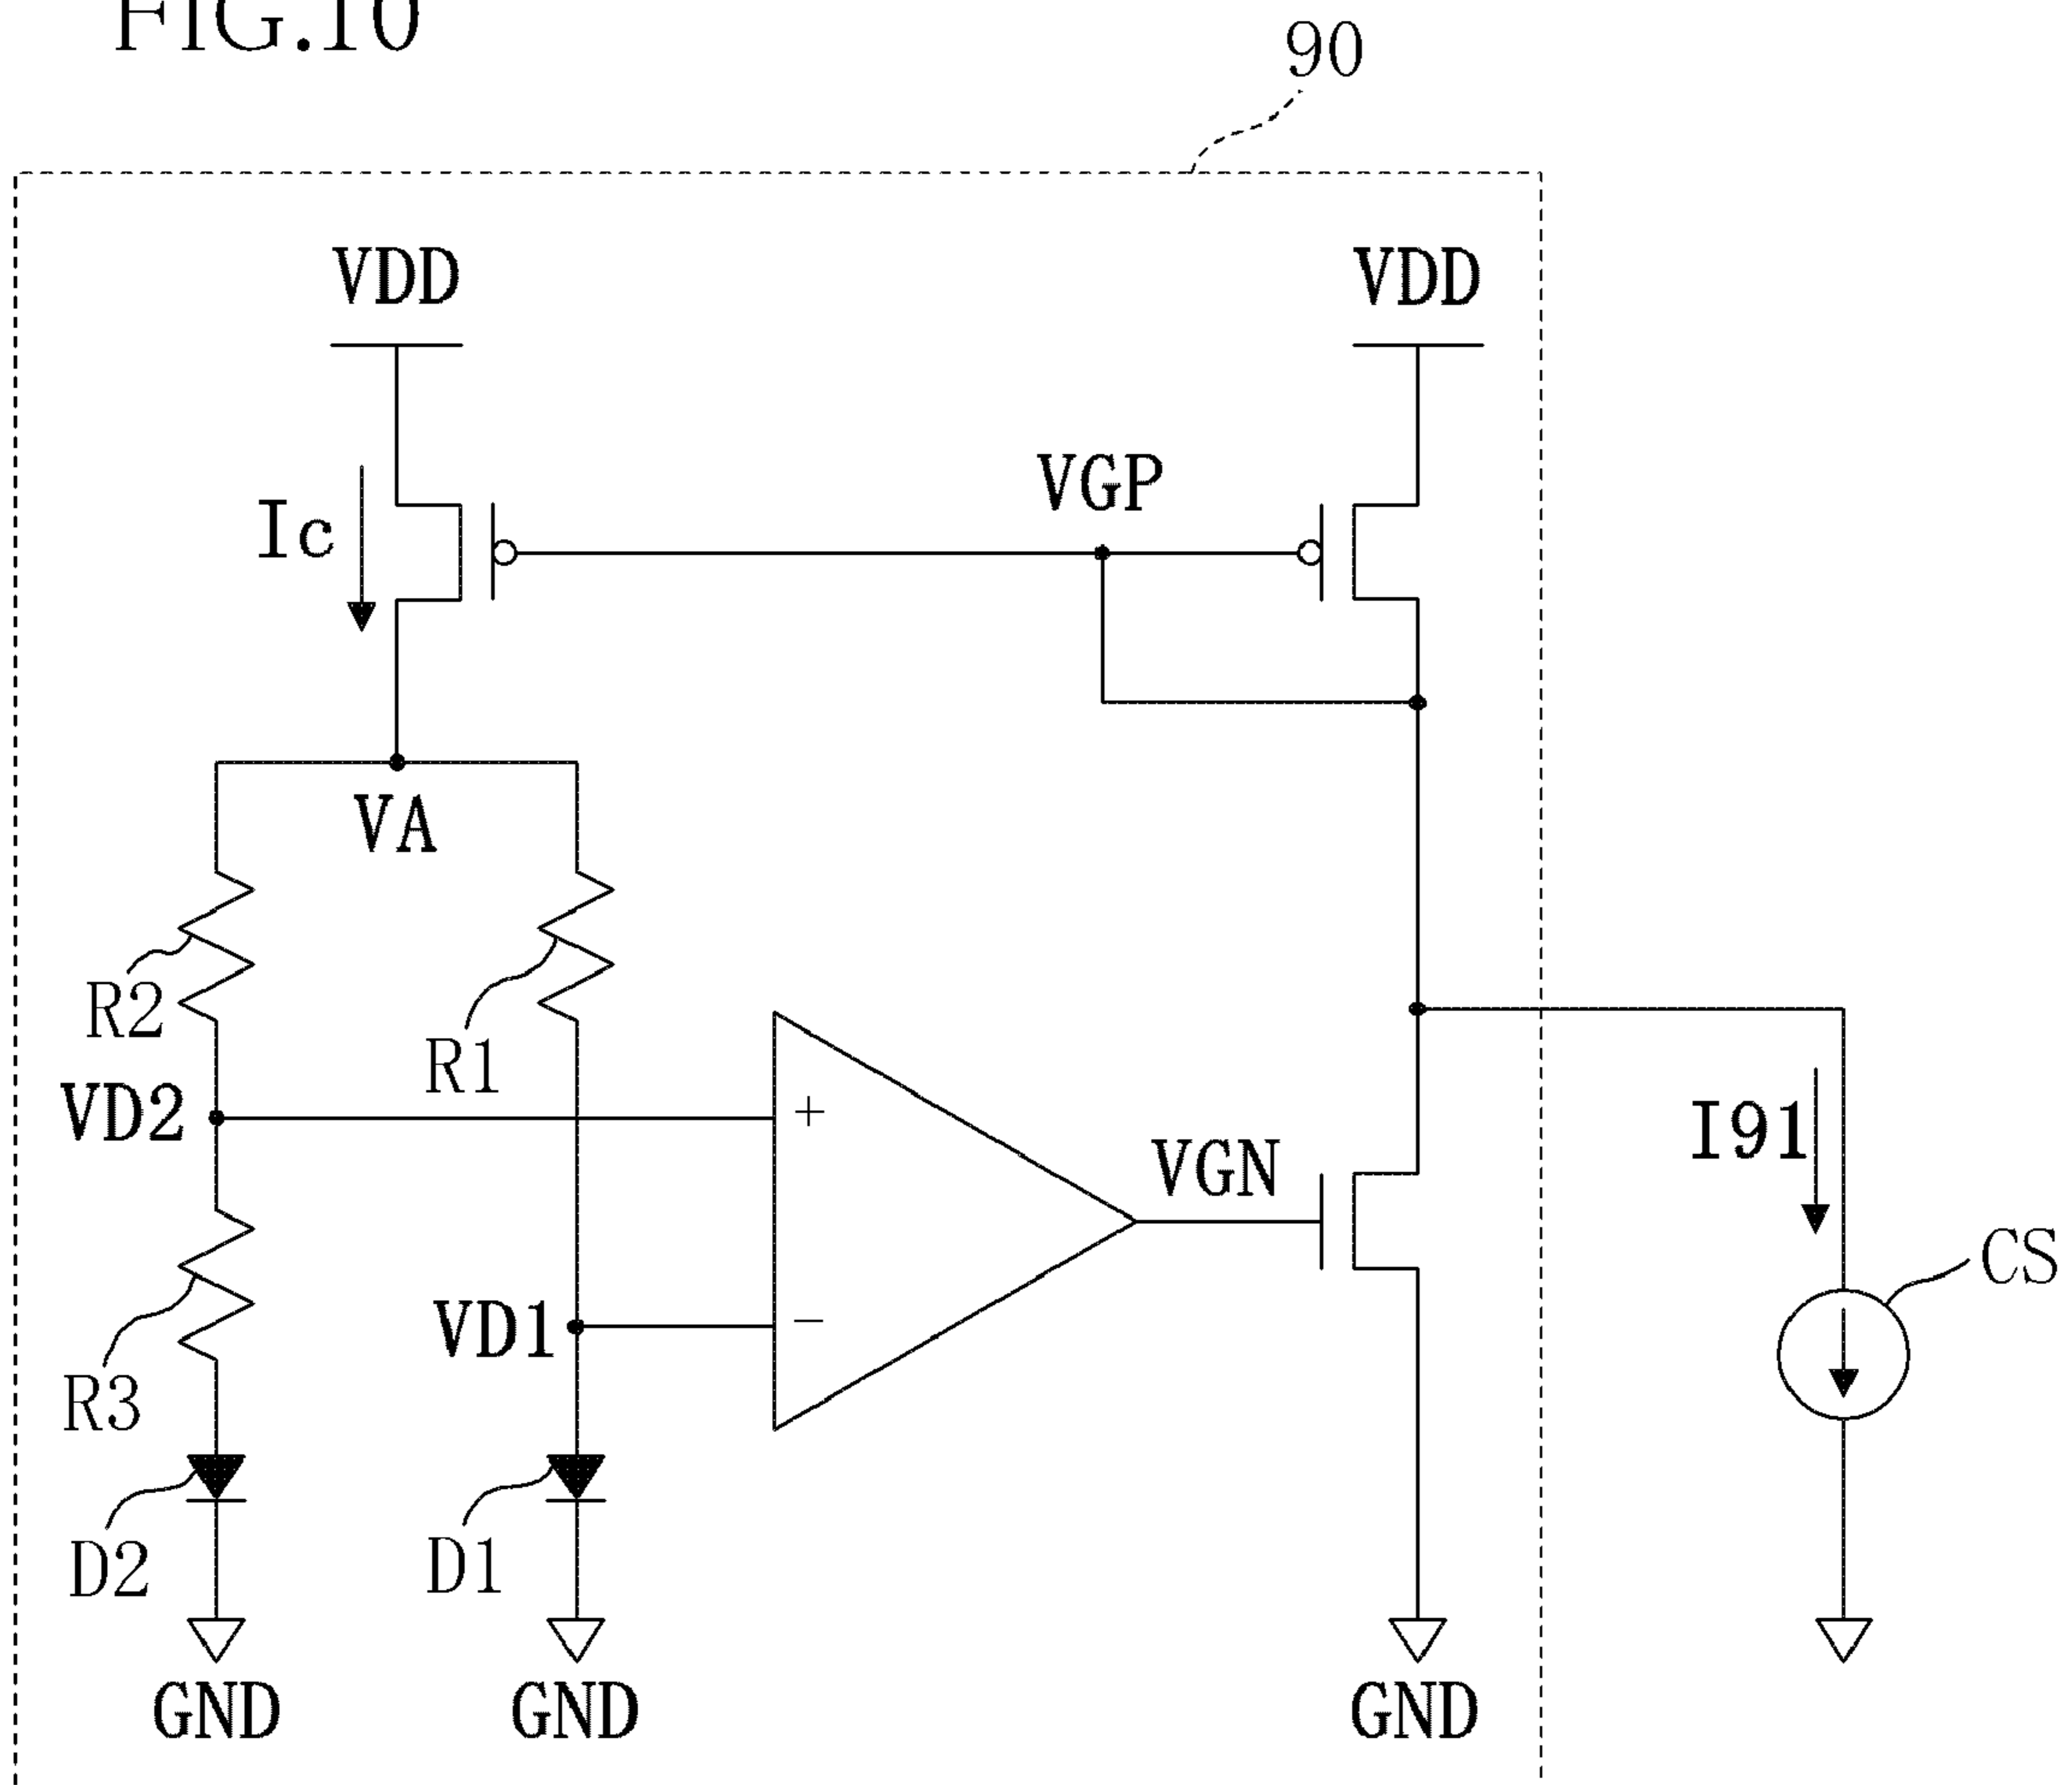 FIG.10
90
VDD
VDD
VGP
Ic
VA
R2
R1
VD2
+
VGN
I91
CS
VD1
−
R3
D2
D1
GND
GND
GND